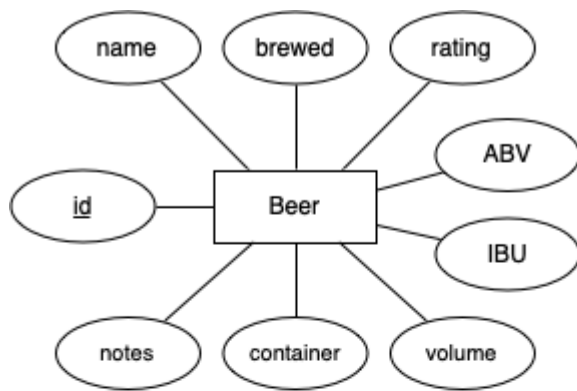 name
brewed
rating
ABV
id
Beer
IBU
notes
container
volume